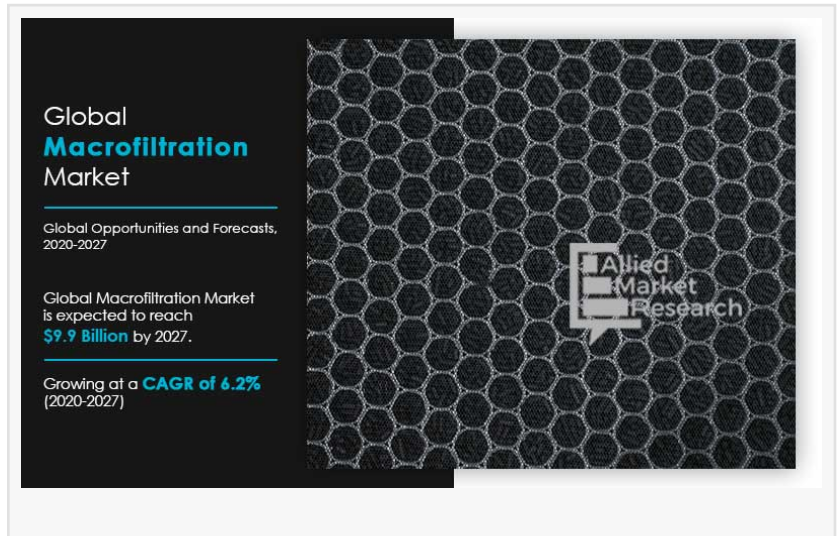 Global
Macrofiltration
Market
Global Opportunities and Forecasts,
2020-2027
Global Macrofiltration Market
is expected to reach
$9.9 Billion by 2027.
Growing at a CAGR of 6.2%
(2020-2027)
Allied
Market
Research